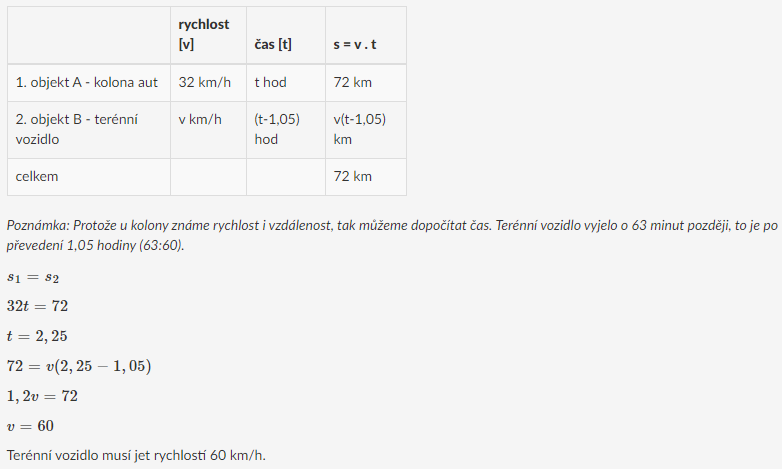 rychlost [v] čas [t] s = v . t
1. objekt A - kolona aut 32 km/h t hod 72 km
2. objekt B - terénní vozidlo v km/h (t-1,05) hod v(t-1,05) km
celkem 72 km
Poznámka: Protože u kolony známe rychlost i vzdálenost, tak můžeme dopočítat čas. Terénní vozidlo vyjelo o 63 minut později, to je po
převedení 1,05 hodiny (63:60).
s₁ = s₂
32t = 72
t = 2, 25
72 = v(2, 25 − 1, 05)
1, 2v = 72
v = 60
Terénní vozidlo musí jet rychlostí 60 km/h.